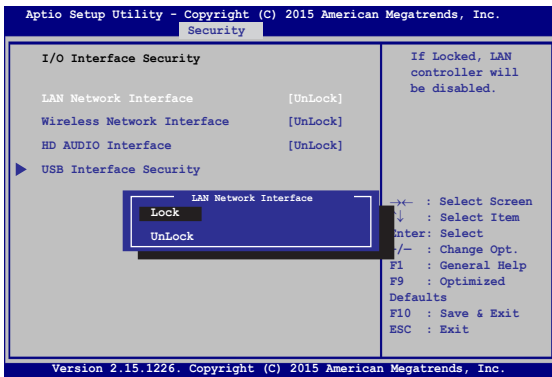 Aptio Setup Utility - Copyright (C) 2015 American Megatrends, Inc.
Security
I/O Interface Security
LAN Network Interface [UnLock]
Wireless Network Interface [UnLock]
HD AUDIO Interface [UnLock]
USB Interface Security
If Locked, LAN
controller will
be disabled.
LAN Network Interface
Lock
UnLock
→← : Select Screen
↑↓ : Select Item
Enter: Select
+/— : Change Opt.
F1 : General Help
F9 : Optimized
Defaults
F10 : Save & Exit
ESC : Exit
Version 2.15.1226. Copyright (C) 2015 American Megatrends, Inc.